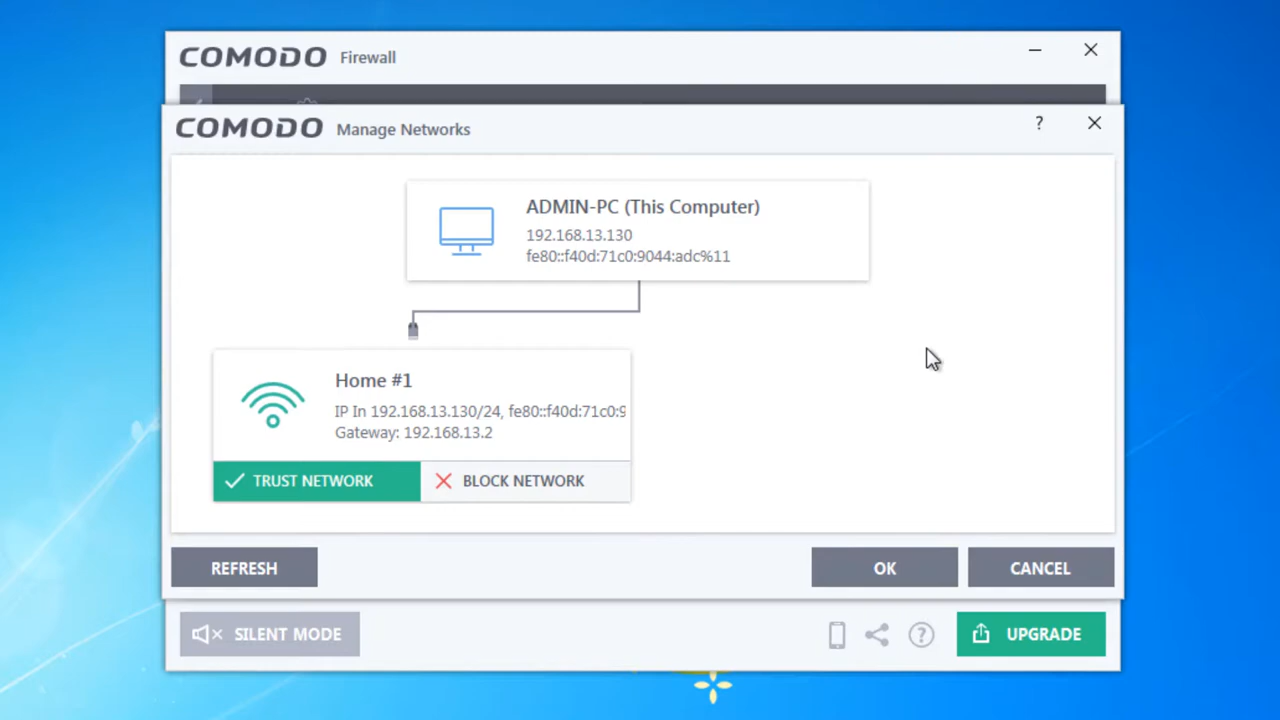 COMODO Firewall
COMODO Manage Networks ?
ADMIN-PC (This Computer)
192.168.13.130
fe80::f40d:71c0:9044:adc%11
Home #1
IP In 192.168.13.130/24, fe80::f40d:71c0:9
Gateway: 192.168.13.2
TRUST NETWORK
BLOCK NETWORK
REFRESH
OK
CANCEL
SILENT MODE
?
UPGRADE